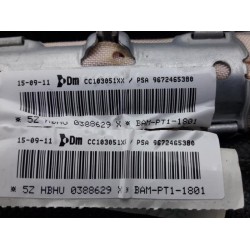 15-09-11 Dm CC103051XX / PSA 9672465380
* 5Z HBHU 0388629 X * BAM-PT1-1801
15-09-11 Dm CC103051XX / PSA 9672465380
* 5Z HBHU 0388629 X * BAM-PT1-1801